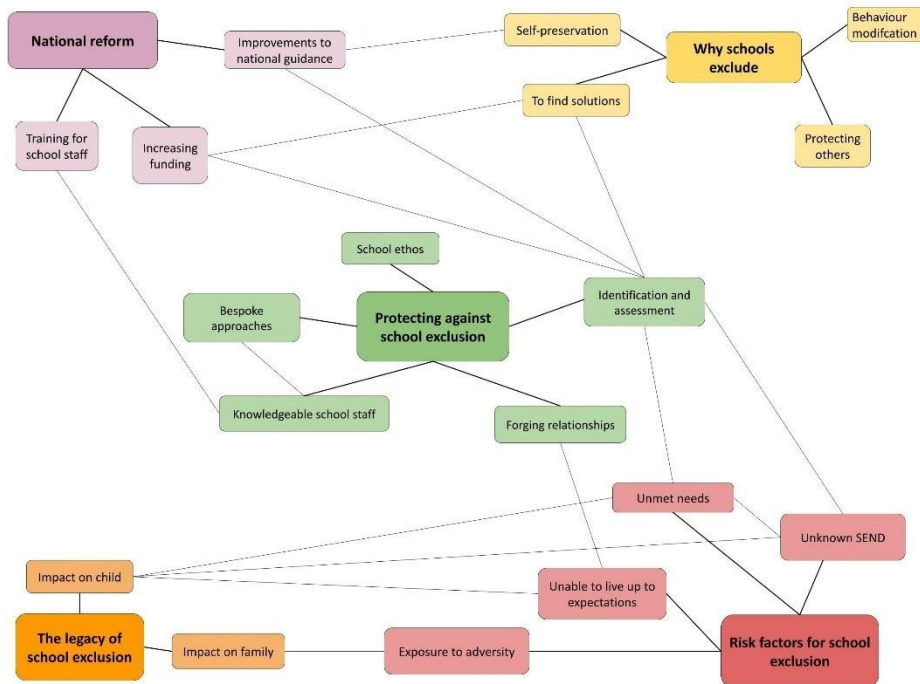 National reform
Improvements to
national guidance
Self-preservation
Why schools
exclude
Behaviour
modifcation
To find solutions
Training for
school staff
Increasing
funding
Protecting
others
School ethos
Bespoke
approaches
Protecting against
school exclusion
Identification and
assessment
Knowledgeable school staff
Forging relationships
Unmet needs
Unknown SEND
Impact on child
Unable to live up to
expectations
The legacy of
school exclusion
Impact on family
Exposure to adversity
Risk factors for school
exclusion